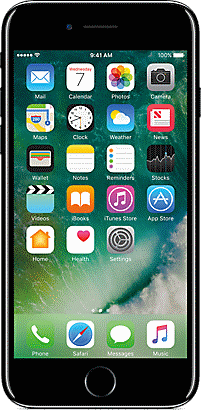 9:41 AM 100%
Wednesday
7
Mail Calendar Photos Camera
Maps Clock Weather News
Wallet Notes Reminders Stocks
Videos iBooks iTunes Store App Store
Home Health Settings
Phone Safari Messages Music